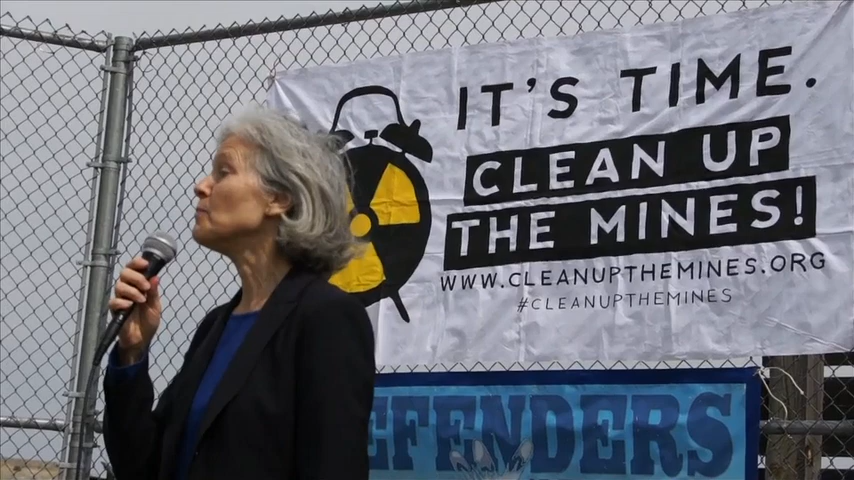 IT'S TIME.
CLEAN UP
THE MINES!
WWW.CLEANUPTHEMINES.ORG
#CLEANUPTHEMINES
EFENDERS